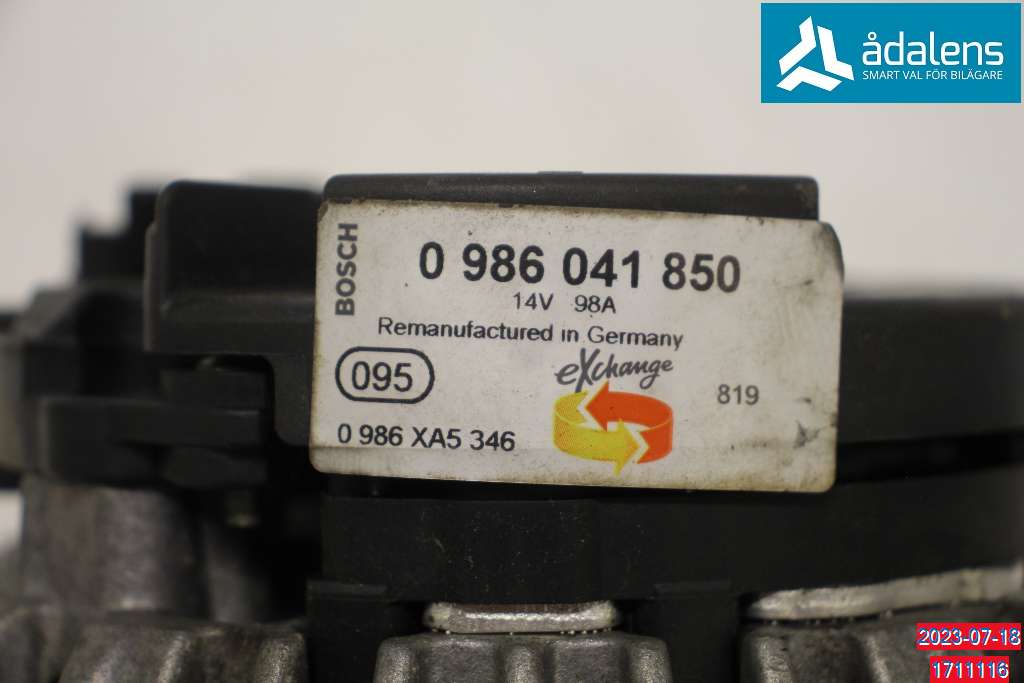 ådalens
SMART VAL FÖR BILÄGARE
BOSCH
0 986 041 850
14V 98A
Remanufactured in Germany
095
eXchange
819
0 986 XA5 346
2023-07-18
1711116